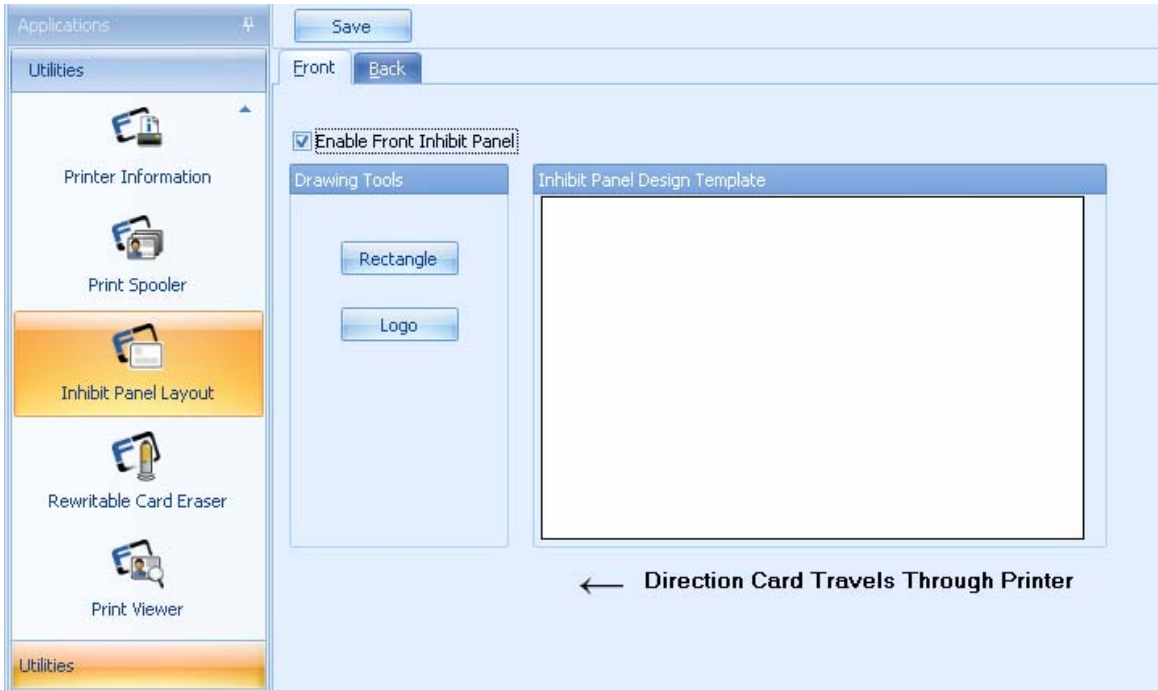 Applications
Utilities
Printer Information
Print Spooler
Inhibit Panel Layout
Rewritable Card Eraser
Print Viewer
Utilities
Save
Front Back
Enable Front Inhibit Panel
Drawing Tools
Rectangle
Logo
Inhibit Panel Design Template
← Direction Card Travels Through Printer